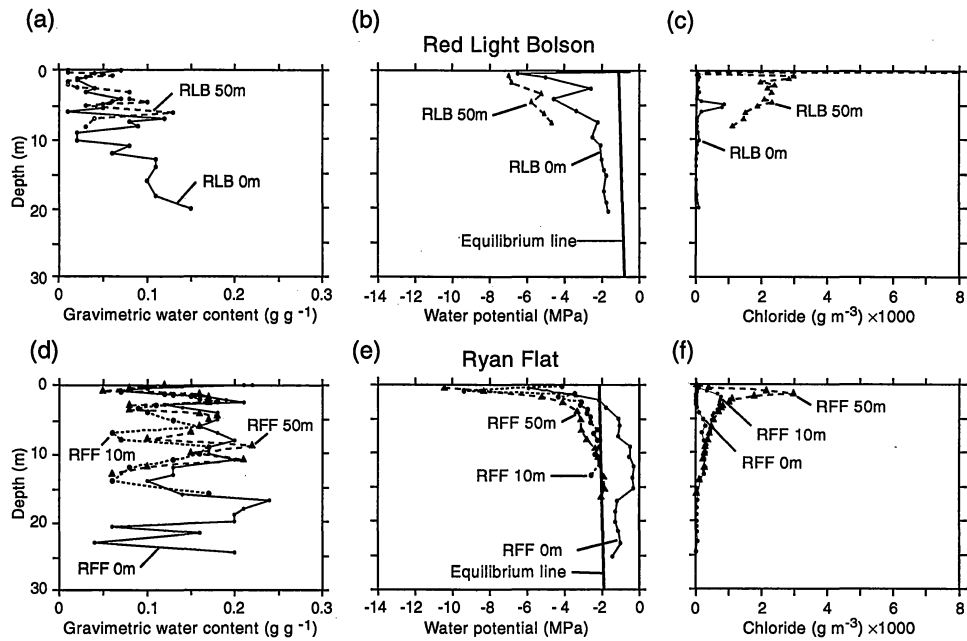 (a) (b) (c)
Red Light Bolson
0
10
20
30
Depth (m)
RLB 50m
RLB 0m
0 0.1 0.2 0.3
Gravimetric water content (g g -1)
RLB 50m
RLB 0m
Equilibrium line
-14 -12 -10 -8 -6 -4 -2 0
Water potential (MPa)
RLB 50m
RLB 0m
0 2 4 6 8
Chloride (g m-3) ×1000
(d) (e) (f)
Ryan Flat
0
10
20
30
Depth (m)
RFF 50m
RFF 10m
RFF 0m
0 0.1 0.2 0.3
Gravimetric water content (g g -1)
RFF 50m
RFF 10m
RFF 0m
Equilibrium line
-14 -12 -10 -8 -6 -4 -2 0
Water potential (MPa)
RFF 50m
RFF 10m
RFF 0m
0 2 4 6 8
Chloride (g m-3) ×1000